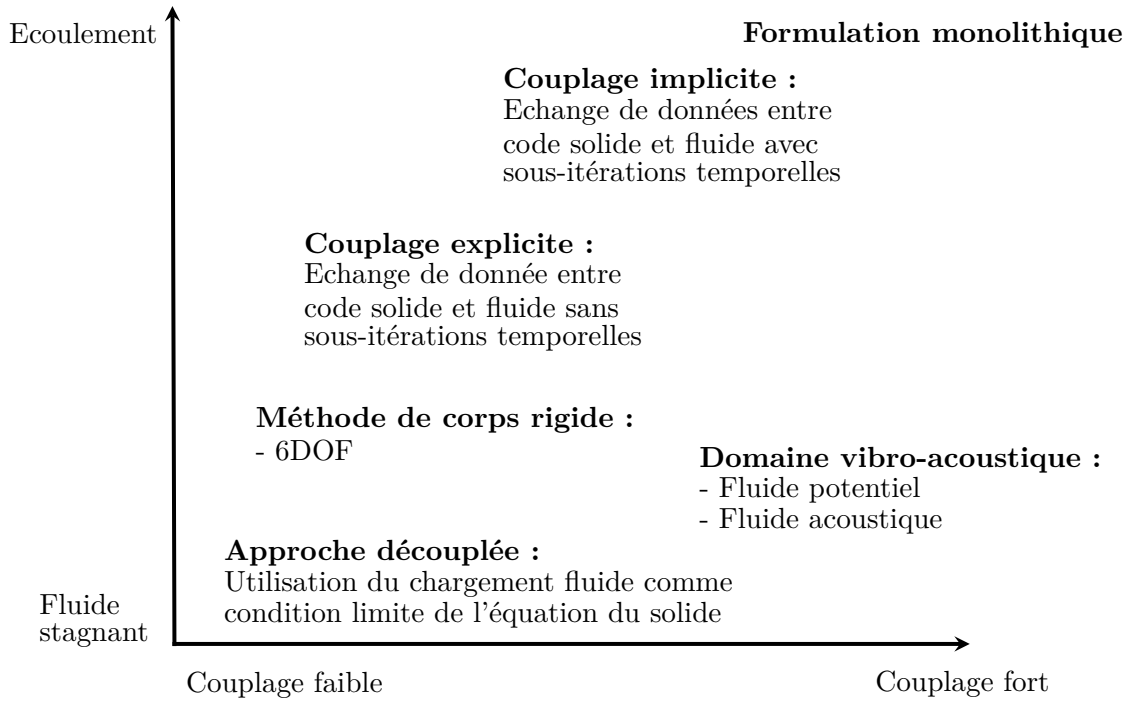 Ecoulement
Formulation monolithique
Couplage implicite :
Echange de données entre
code solide et fluide avec
sous-itérations temporelles
Couplage explicite :
Echange de donnée entre
code solide et fluide sans
sous-itérations temporelles
Méthode de corps rigide :
- 6DOF
Domaine vibro-acoustique :
- Fluide potentiel
- Fluide acoustique
Approche découplée :
Utilisation du chargement fluide comme
condition limite de l'équation du solide
Fluide
stagnant
Couplage faible
Couplage fort